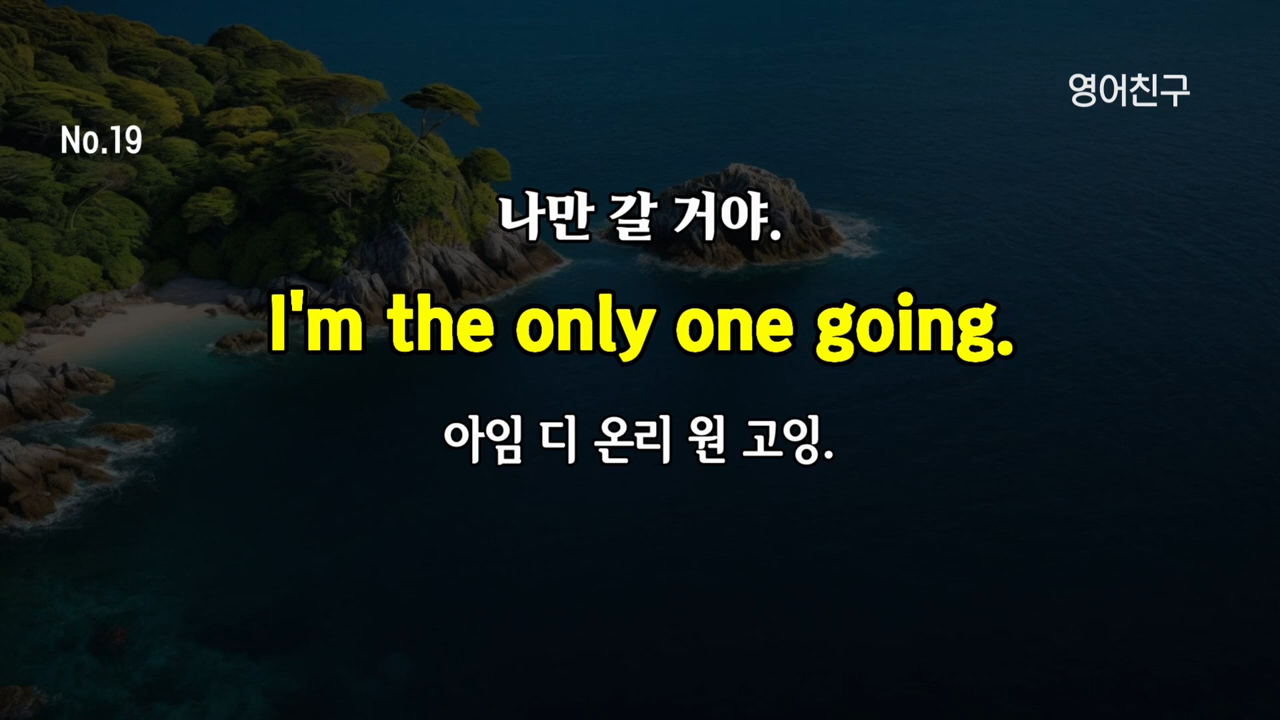 영어친구
No.19
나만 갈 거야.
I'm the only one going.
아임 디 온리 원 고잉.